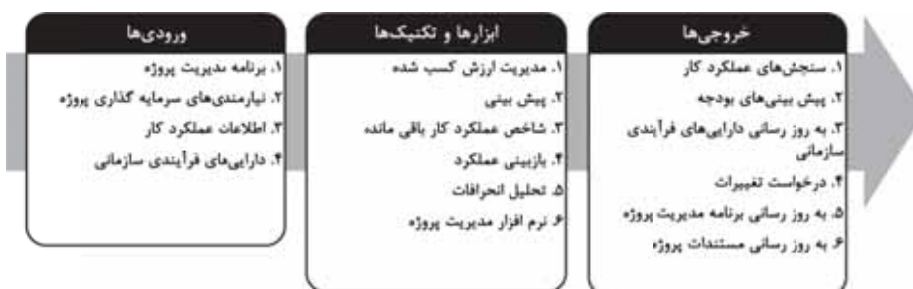 ورودی‌ها
۱. برنامه مدیریت پروژه
۲. نیازمندی‌های سرمایه گذاری پروژه
۳. اطلاعات عملکرد کار
۴. دارایی‌های فرآیندی سازمانی
ابزارها و تکنیک‌ها
۱. مدیریت ارزش کسب شده
۲. پیش بینی
۳. شاخص عملکرد کار باقی مانده
۴. بازبینی عملکرد
۵. تحلیل انحرافات
۶. نرم افزار مدیریت پروژه
خروجی‌ها
۱. سنجش‌های عملکرد کار
۲. پیش بینی‌های بودجه
۳. به روز رسانی دارایی‌های فرآیندی
سازمانی
۴. درخواست تغییرات
۵. به روز رسانی برنامه مدیریت پروژه
۶. به روز رسانی مستندات پروژه